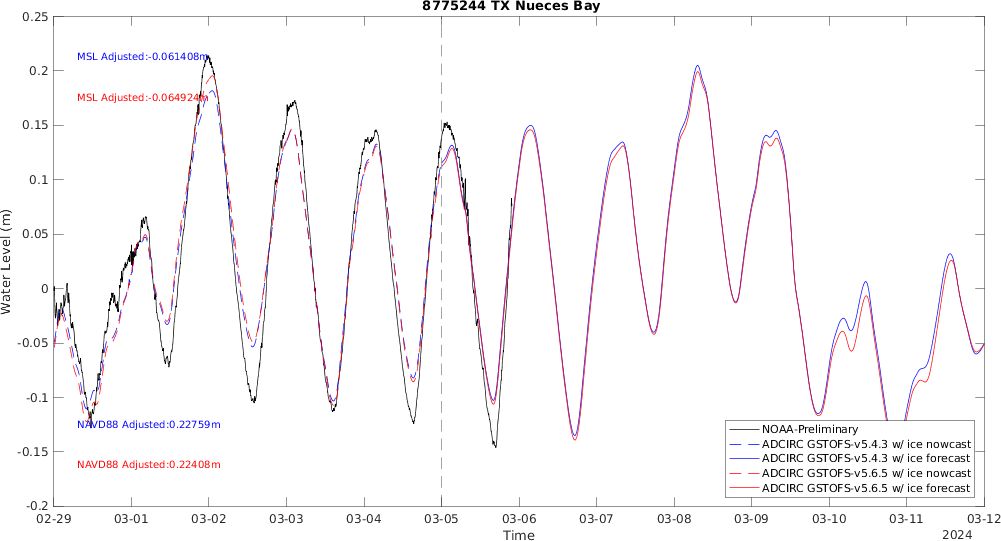 8775244 TX Nueces Bay
0.25
0.2
0.15
0.1
0.05
0
-0.05
-0.1
-0.15
-0.2
Water Level (m)
MSL Adjusted:-0.061408m
MSL Adjusted:-0.064924m
NAVD88 Adjusted:0.22759m
NAVD88 Adjusted:0.22408m
NOAA-Preliminary
ADCIRC GSTOFS-v5.4.3 w/ ice nowcast
ADCIRC GSTOFS-v5.4.3 w/ ice forecast
ADCIRC GSTOFS-v5.6.5 w/ ice nowcast
ADCIRC GSTOFS-v5.6.5 w/ ice forecast
02-29 03-01 03-02 03-03 03-04 03-05 03-06 03-07 03-08 03-09 03-10 03-11 03-12
Time
2024